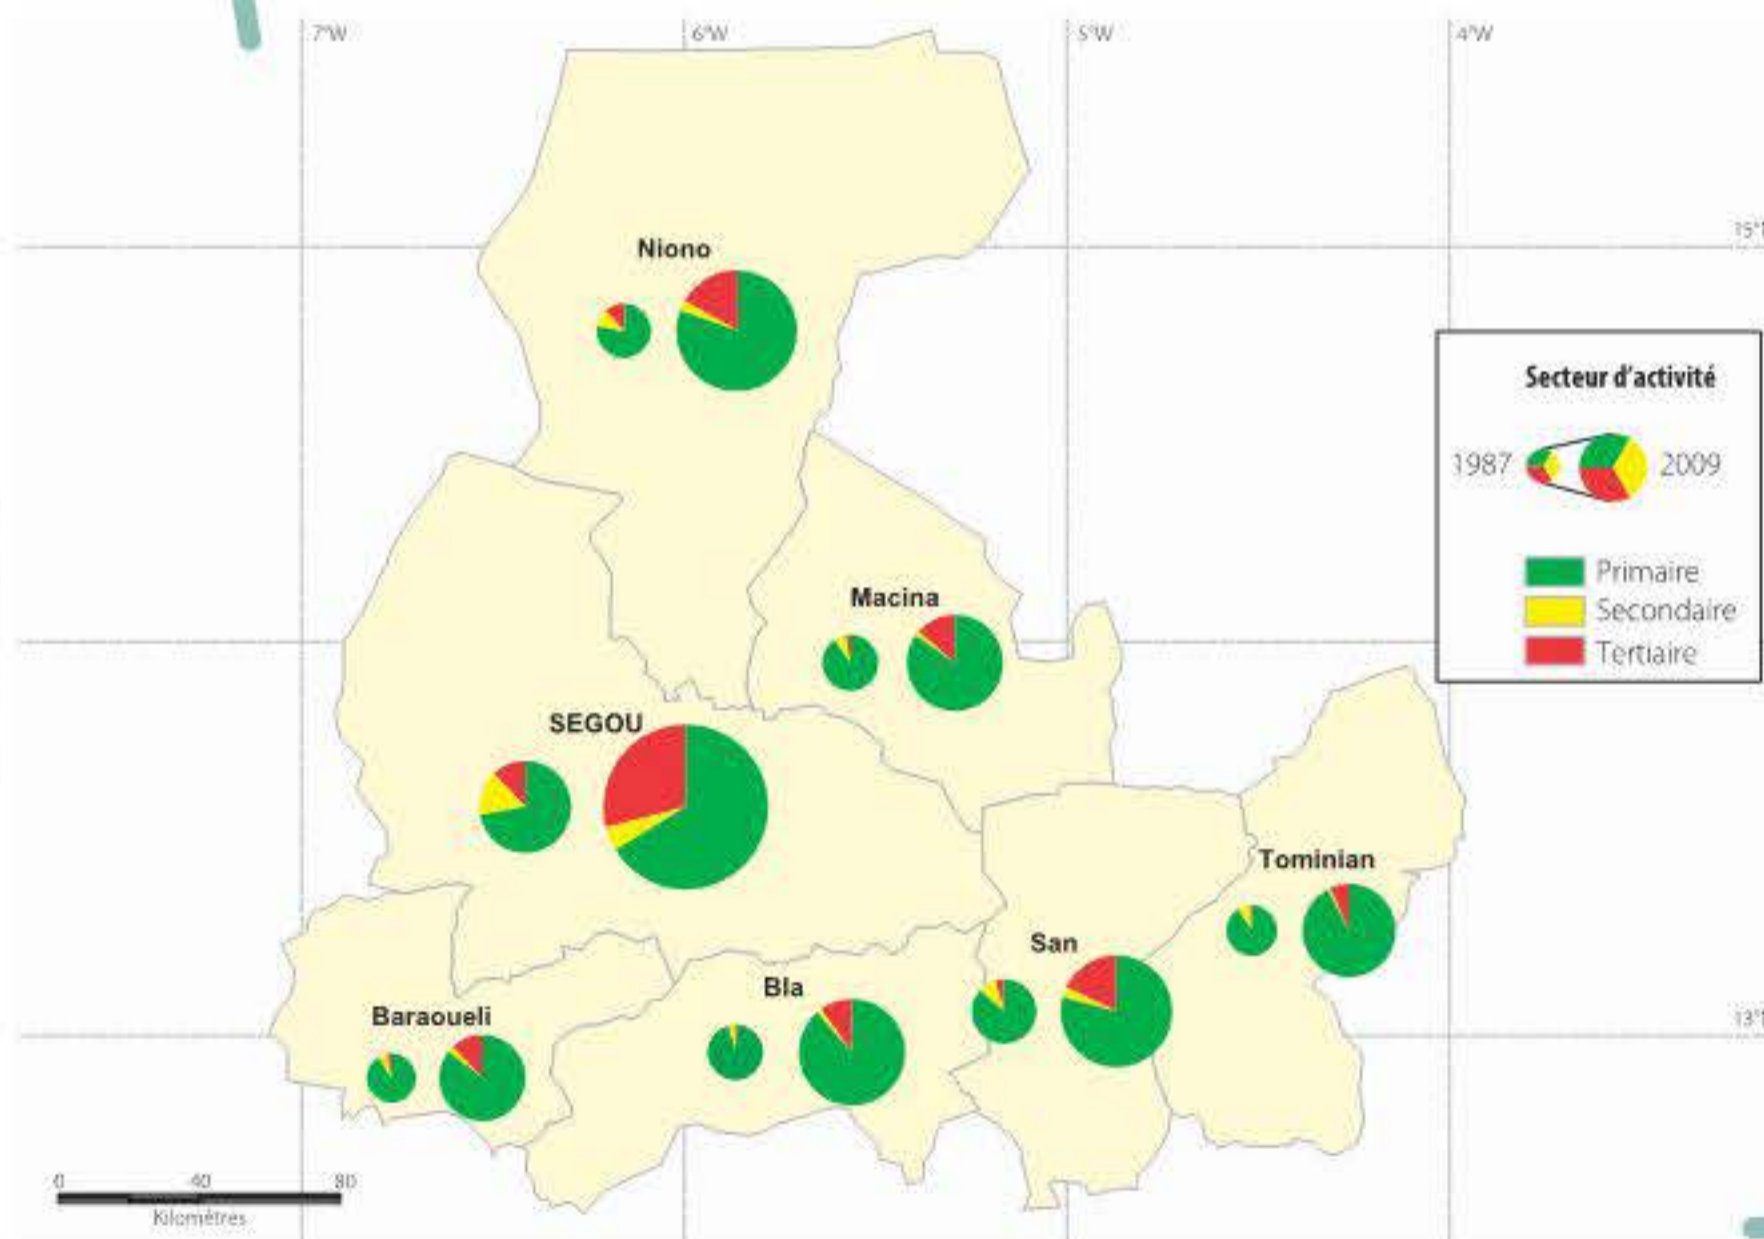 7°W 6°W 5°W 4°W
15°
Niono
Secteur d'activité
1987 2009
Primaire
Secondaire
Tertiaire
Macina
SEGOU
Tominian
San
Bla
Baraoueli
13°
0 40 80
Kilomètres